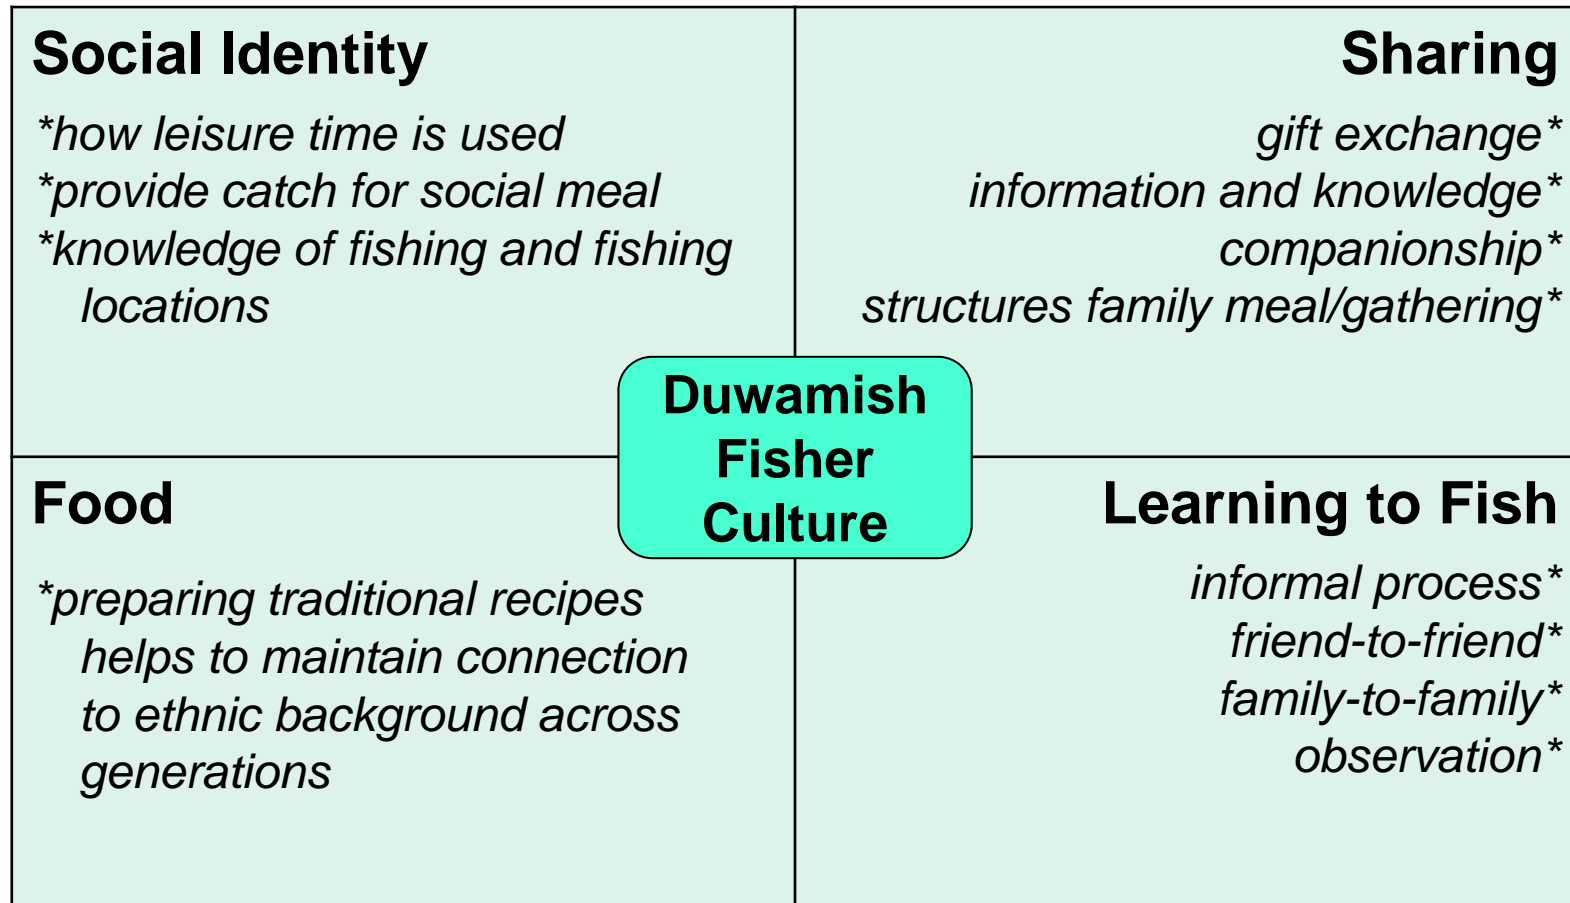 Social Identity
*how leisure time is used
*provide catch for social meal
*knowledge of fishing and fishing
locations
Sharing
gift exchange*
information and knowledge*
companionship*
structures family meal/gathering*
Duwamish
Fisher
Culture
Food
*preparing traditional recipes
helps to maintain connection
to ethnic background across
generations
Learning to Fish
informal process*
friend-to-friend*
family-to-family*
observation*